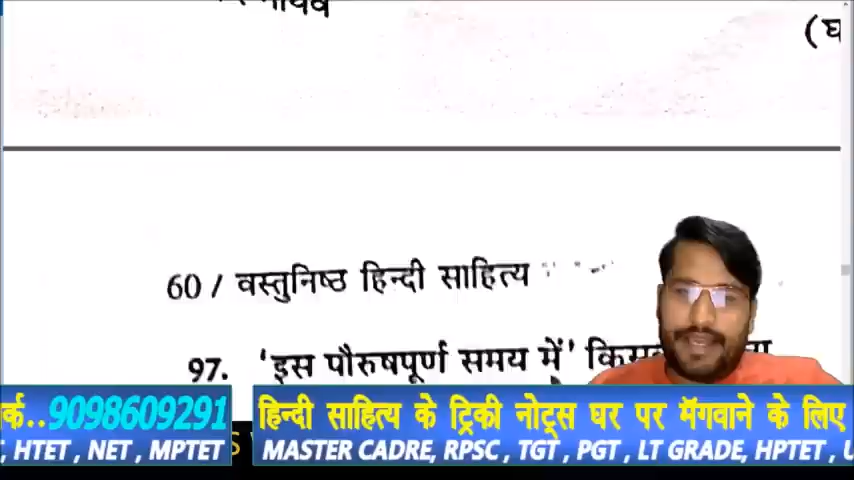 (घ
60 / वस्तुनिष्ठ हिन्दी साहित्य
97. 'इस पौरुषपूर्ण समय में'
र्क..9098609291 हिन्दी साहित्य के ट्रिकी नोट्स घर पर मॅगवाने के लिए
, HTET , NET , MPTET MASTER CADRE, RPSC , TGT , PGT , LT GRADE, HPTET , U